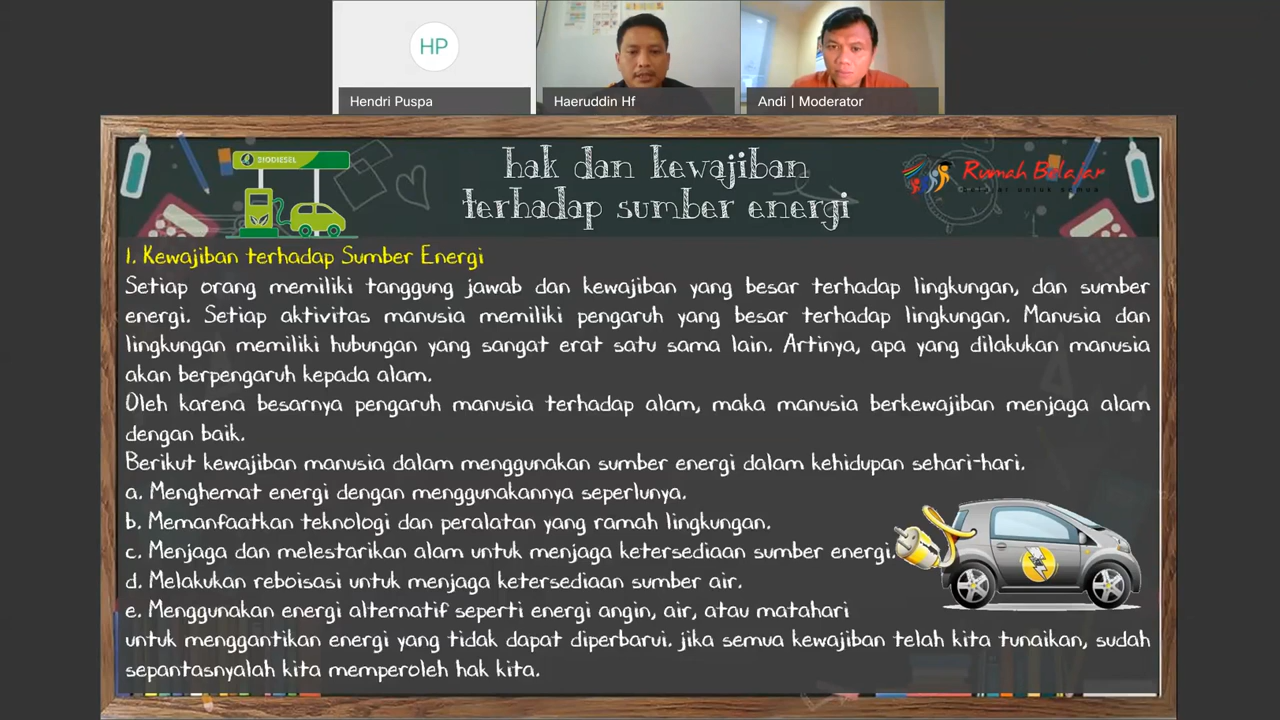 HP
Hendri Puspa
Haeruddin Hf
Andi | Moderator
BIODIESEL
hak dan kewajiban
terhadap sumber energi
Rumah Belajar
belajar untuk semua
1. Kewajiban terhadap Sumber Energi
Setiap orang memiliki tanggung jawab dan kewajiban yang besar terhadap lingkungan, dan sumber
energi. Setiap aktivitas manusia memiliki pengaruh yang besar terhadap lingkungan. Manusia dan
lingkungan memiliki hubungan yang sangat erat satu sama lain. Artinya, apa yang dilakukan manusia
akan berpengaruh kepada alam.
Oleh karena besarnya pengaruh manusia terhadap alam, maka manusia berkewajiban menjaga alam
dengan baik.
Berikut kewajiban manusia dalam menggunakan sumber energi dalam kehidupan sehari-hari.
a. Menghemat energi dengan menggunakannya seperlunya.
b. Memanfaatkan teknologi dan peralatan yang ramah lingkungan.
c. Menjaga dan melestarikan alam untuk menjaga ketersediaan sumber energi.
d. Melakukan reboisasi untuk menjaga ketersediaan sumber air.
e. Menggunakan energi alternatif seperti energi angin, air, atau matahari
untuk menggantikan energi yang tidak dapat diperbarui. jika semua kewajiban telah kita tunaikan, sudah
sepantasnyalah kita memperoleh hak kita.